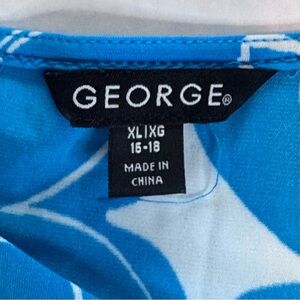 GEORGE®
XL|XG
16-18
MADE IN
CHINA